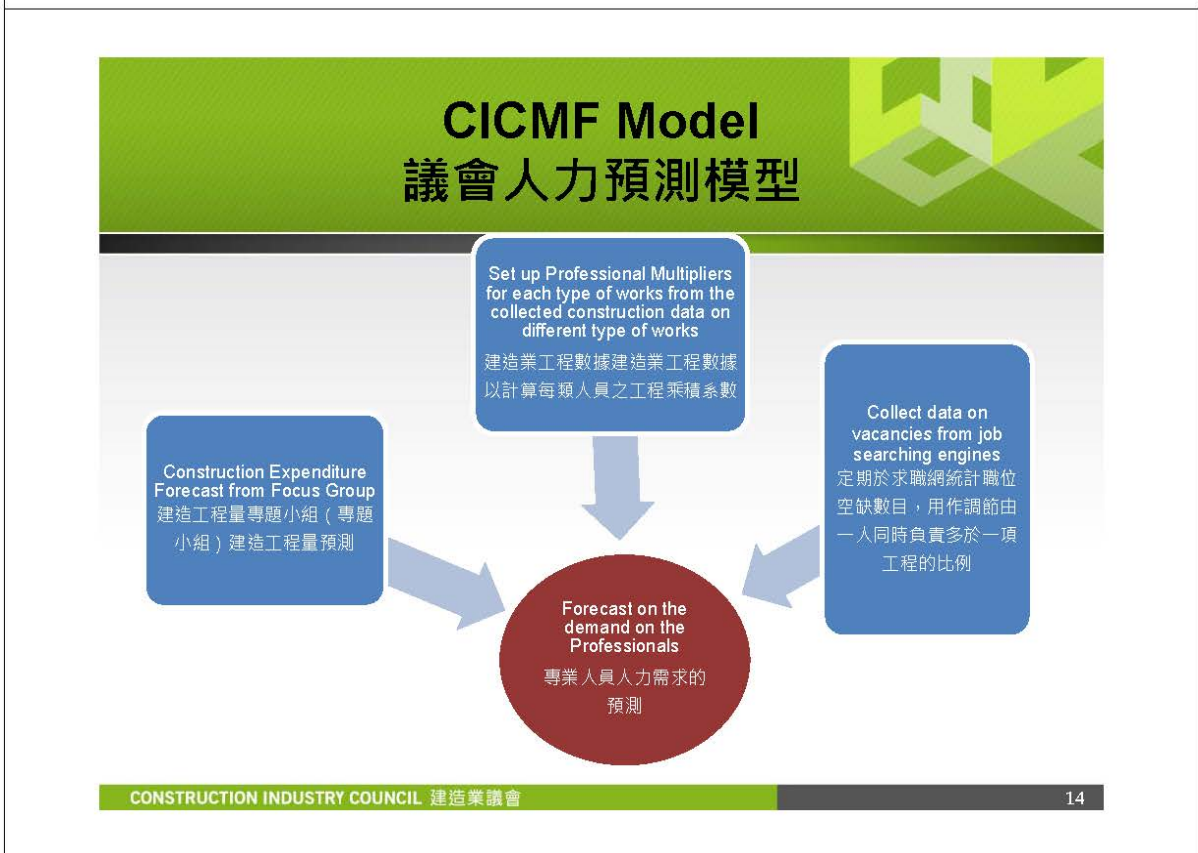 CICMF Model
議會人力預測模型
Set up Professional Multipliers
for each type of works from the
collected construction data on
different type of works
建造業工程數據建造業工程數據
以計算每類人員之工程乘積系數
Construction Expenditure
Forecast from Focus Group
建造工程量專題小組（專題
小組）建造工程量預測
Collect data on
vacancies from job
searching engines
定期於求職網統計職位
空缺數目，用作調節由
一人同時負責多於一項
工程的比例
Forecast on the
demand on the
Professionals
專業人員人力需求的
預測
CONSTRUCTION INDUSTRY COUNCIL 建造業議會
14